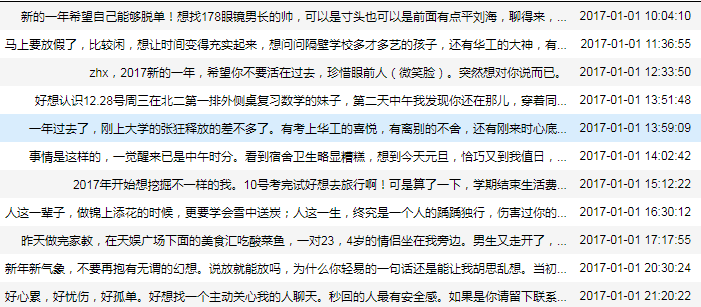 新的一年希望自己能够脱单！想找178眼镜男长的帅，可以是寸头也可以是前面有点平刘海，聊得来，... 2017-01-01 10:04:10
马上要放假了，比较闲，想让时间变得充实起来，想问问隔壁学校多才多艺的孩子，还有华工的大神，有... 2017-01-01 11:36:55
zhx，2017新的一年，希望你不要活在过去，珍惜眼前人（微笑脸）。突然想对你说而已。 2017-01-01 12:33:50
好想认识12.28号周三在北二第一排外侧桌复习数学的妹子，第二天中午我发现你还在那儿，穿着同... 2017-01-01 13:51:48
一年过去了，刚上大学的张狂释放的差不多了。有考上华工的喜悦，有离别的不舍，还有刚来时心底... 2017-01-01 13:59:09
事情是这样的，一觉醒来已是中午时分。看到宿舍卫生略显糟糕，想到今天元旦，恰巧又到我值日，... 2017-01-01 14:02:42
2017年开始想挖掘不一样的我。10号考完试好想去旅行啊！可是算了一下，学期结束生活费... 2017-01-01 15:12:22
人这一辈子，做锦上添花的时候，更要学会雪中送炭；人这一生，终究是一个人的踽踽独行，伤害过你的... 2017-01-01 16:30:12
昨天做完家教，在天娱广场下面的美食汇吃酸菜鱼，一对23，4岁的情侣坐在我旁边。男生又走开了，... 2017-01-01 17:17:55
新年新气象，不要再抱有无谓的幻想。说放就能放吗，为什么你轻易的一句话还是能让我胡思乱想。当初... 2017-01-01 20:30:24
好心累，好忧伤，好孤单。好想找一个主动关心我的人聊天。秒回的人最有安全感。如果是你请留下联系... 2017-01-01 21:20:22